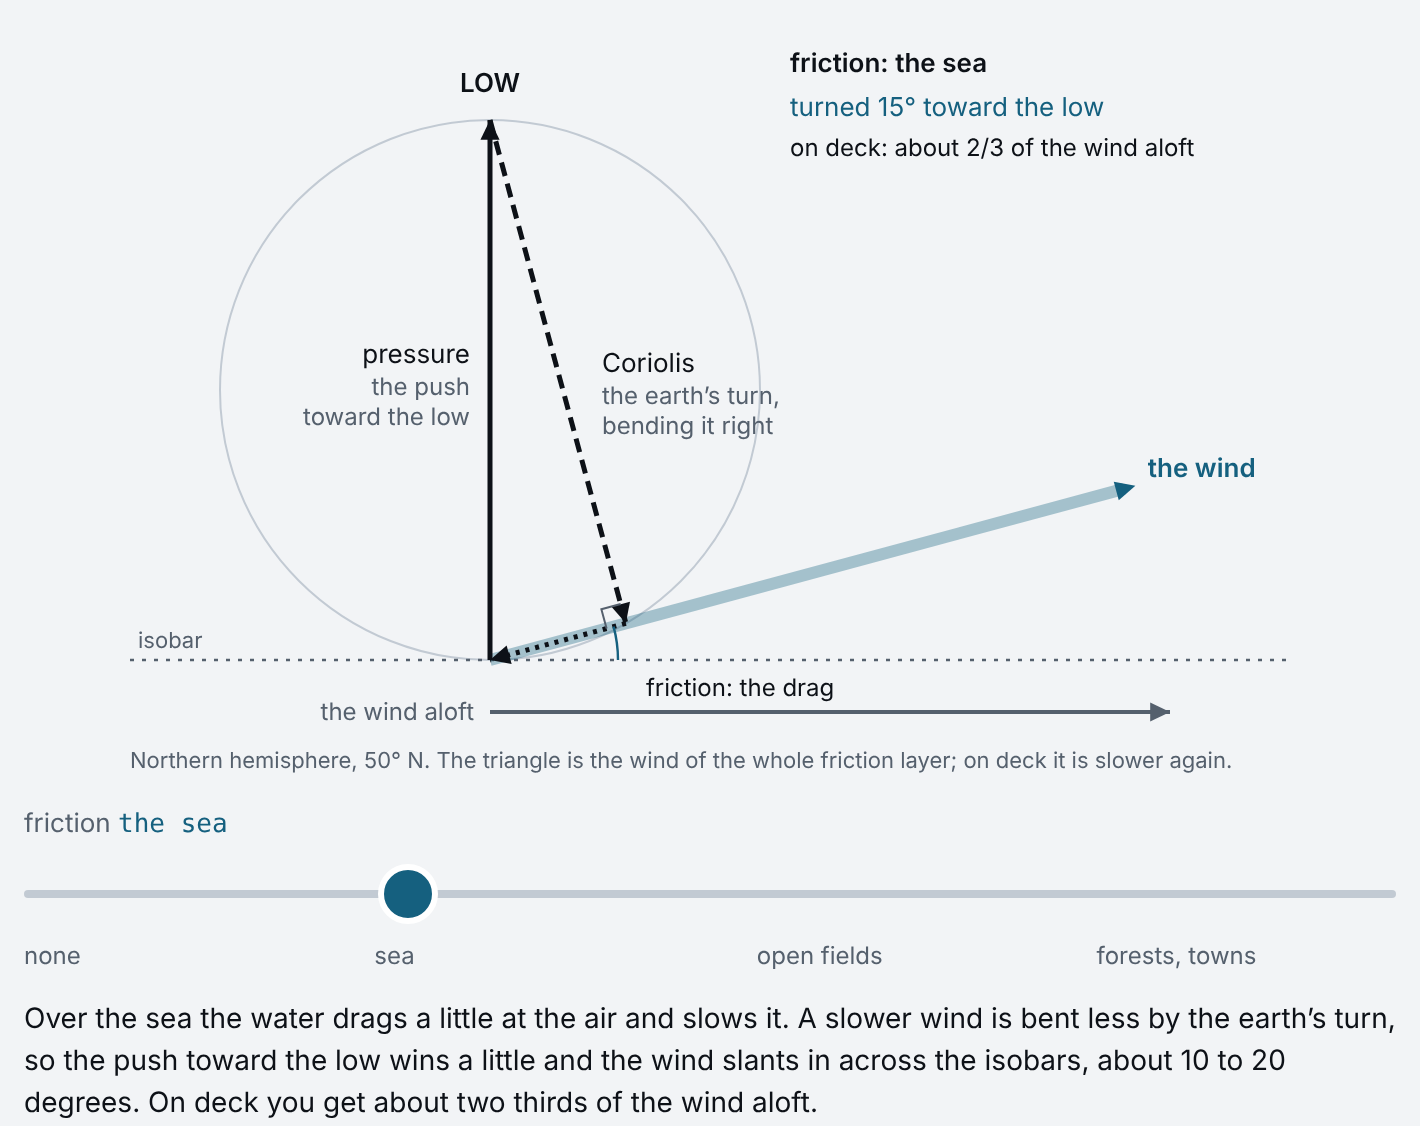 LOW
friction: the sea
turned 15° toward the low
on deck: about 2/3 of the wind aloft
pressure
the push
toward the low
Coriolis
the earth’s turn,
bending it right
the wind
isobar
friction: the drag
the wind aloft
Northern hemisphere, 50° N. The triangle is the wind of the whole friction layer; on deck it is slower again.
friction the sea
none
sea
open fields
forests, towns
Over the sea the water drags a little at the air and slows it. A slower wind is bent less by the earth’s turn,
so the push toward the low wins a little and the wind slants in across the isobars, about 10 to 20
degrees. On deck you get about two thirds of the wind aloft.